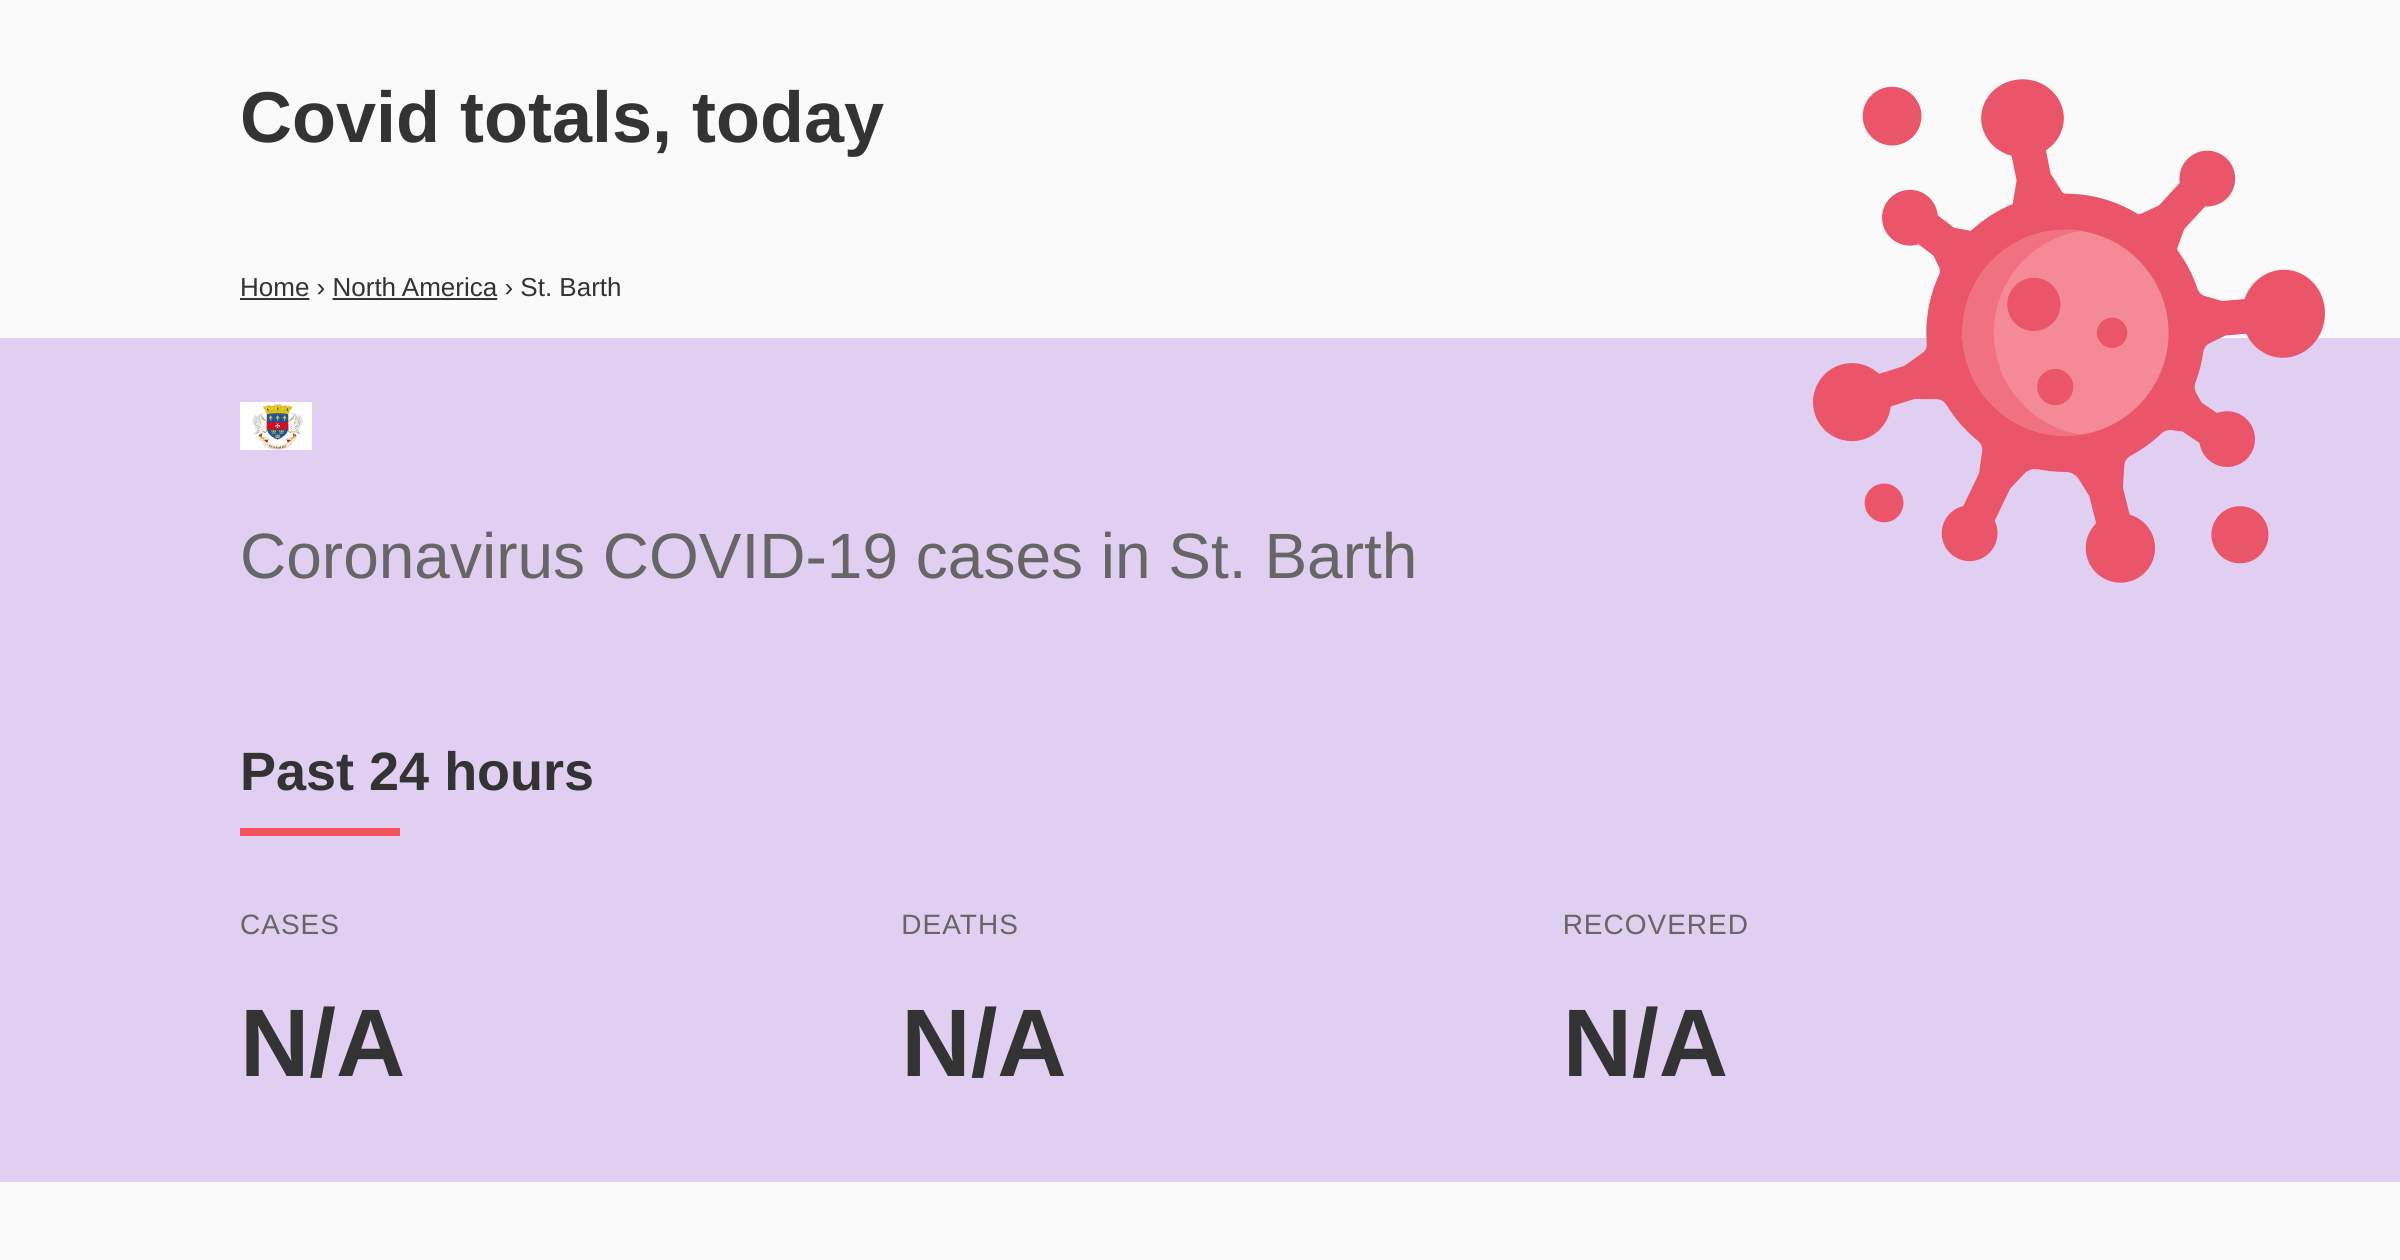 Covid totals, today
Home › North America › St. Barth
Coronavirus COVID-19 cases in St. Barth
Past 24 hours
CASES
DEATHS
RECOVERED
N/A
N/A
N/A